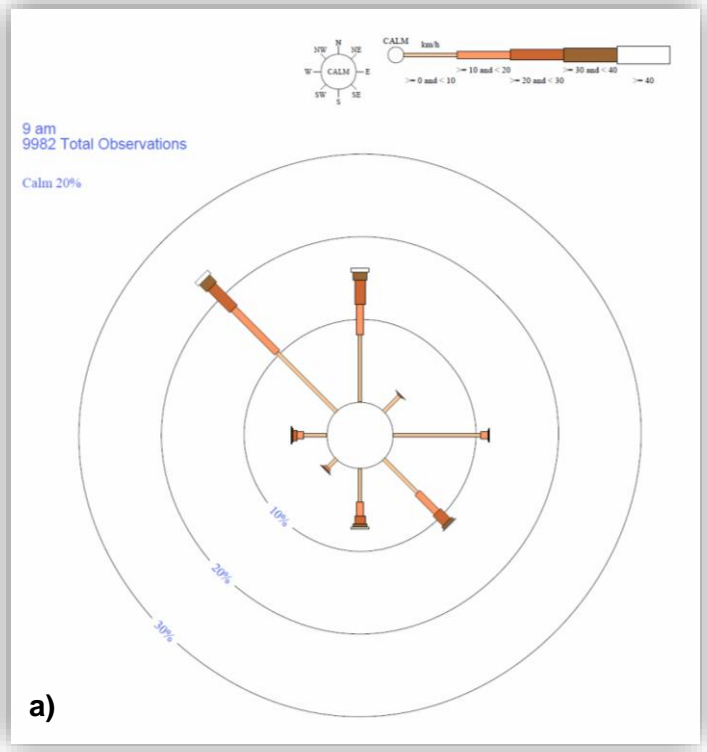 N
NW NE
W CALM E
SW SE
S
CALM km/h
>= 10 and < 20 >= 30 and < 40
>= 0 and < 10 >= 20 and < 30 >= 40
9 am
9982 Total Observations
Calm 20%
10%
20%
30%
a)